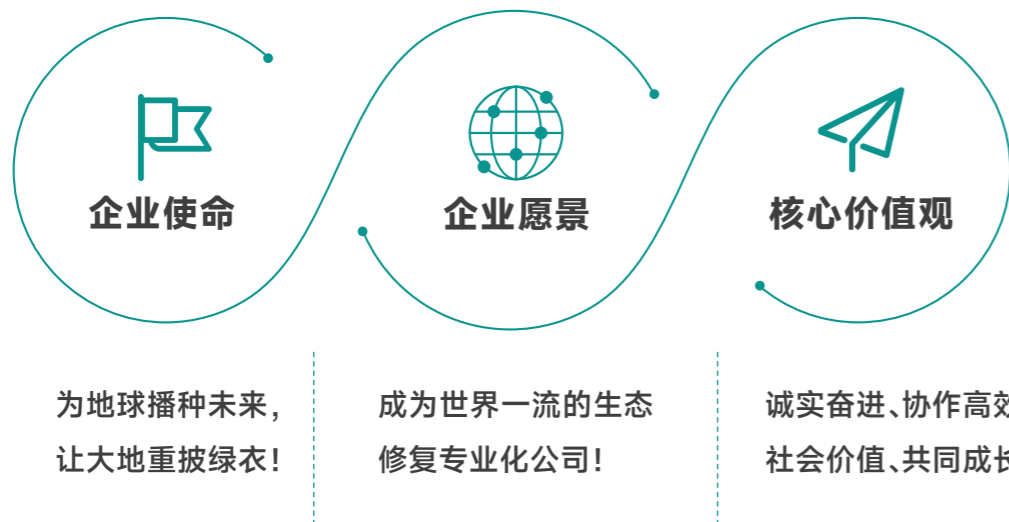 企业使命
企业愿景
核心价值观
为地球播种未来,
让大地重披绿衣!
成为世界一流的生态
修复专业化公司!
诚实奋进、协作高效
社会价值、共同成长